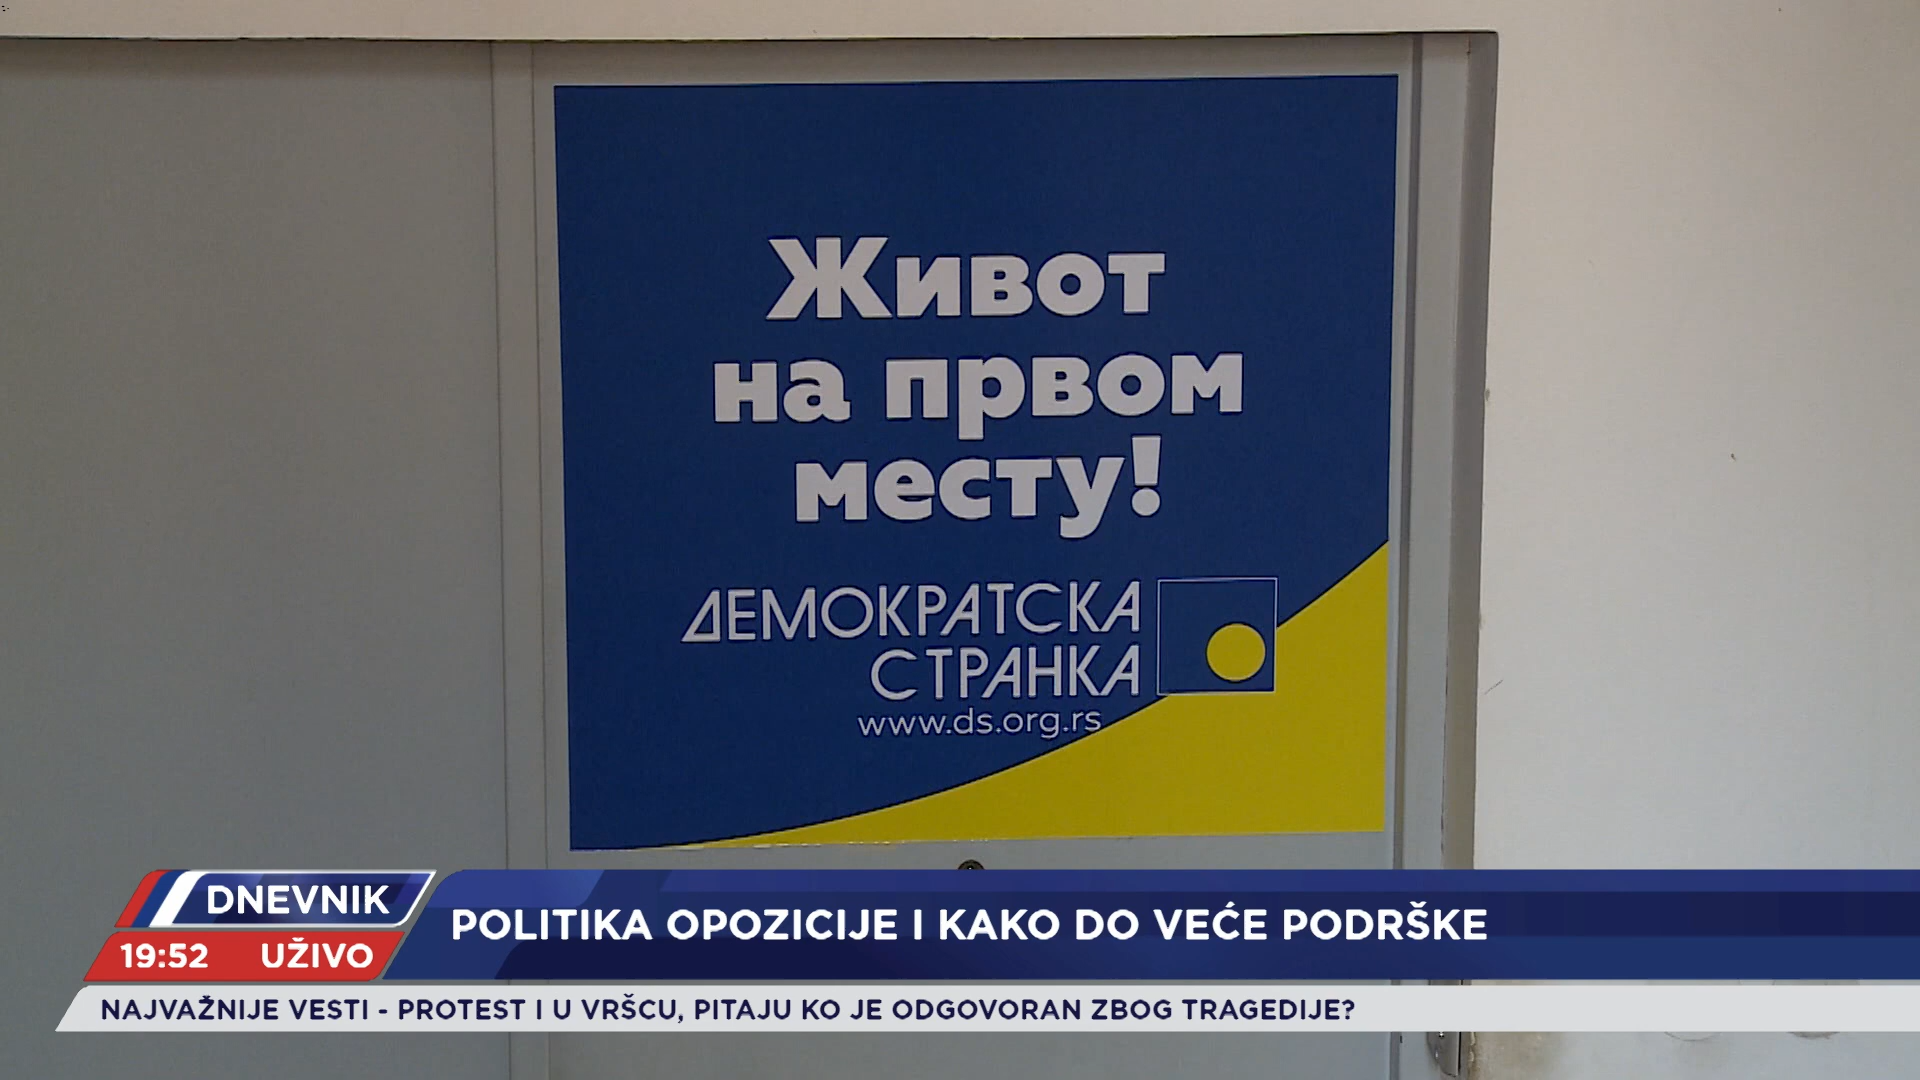 Живот
на првом
месту!
ДЕМОКРАТСКА
СТРАНКА
www.ds.org.rs
DNEVNIK
19:52 UŽIVO
POLITIKA OPOZICIJE I KAKO DO VEĆE PODRŠKE
NAJVAŽNIJE VESTI - PROTEST I U VRŠCU, PITAJU KO JE ODGOVORAN ZBOG TRAGEDIJE?